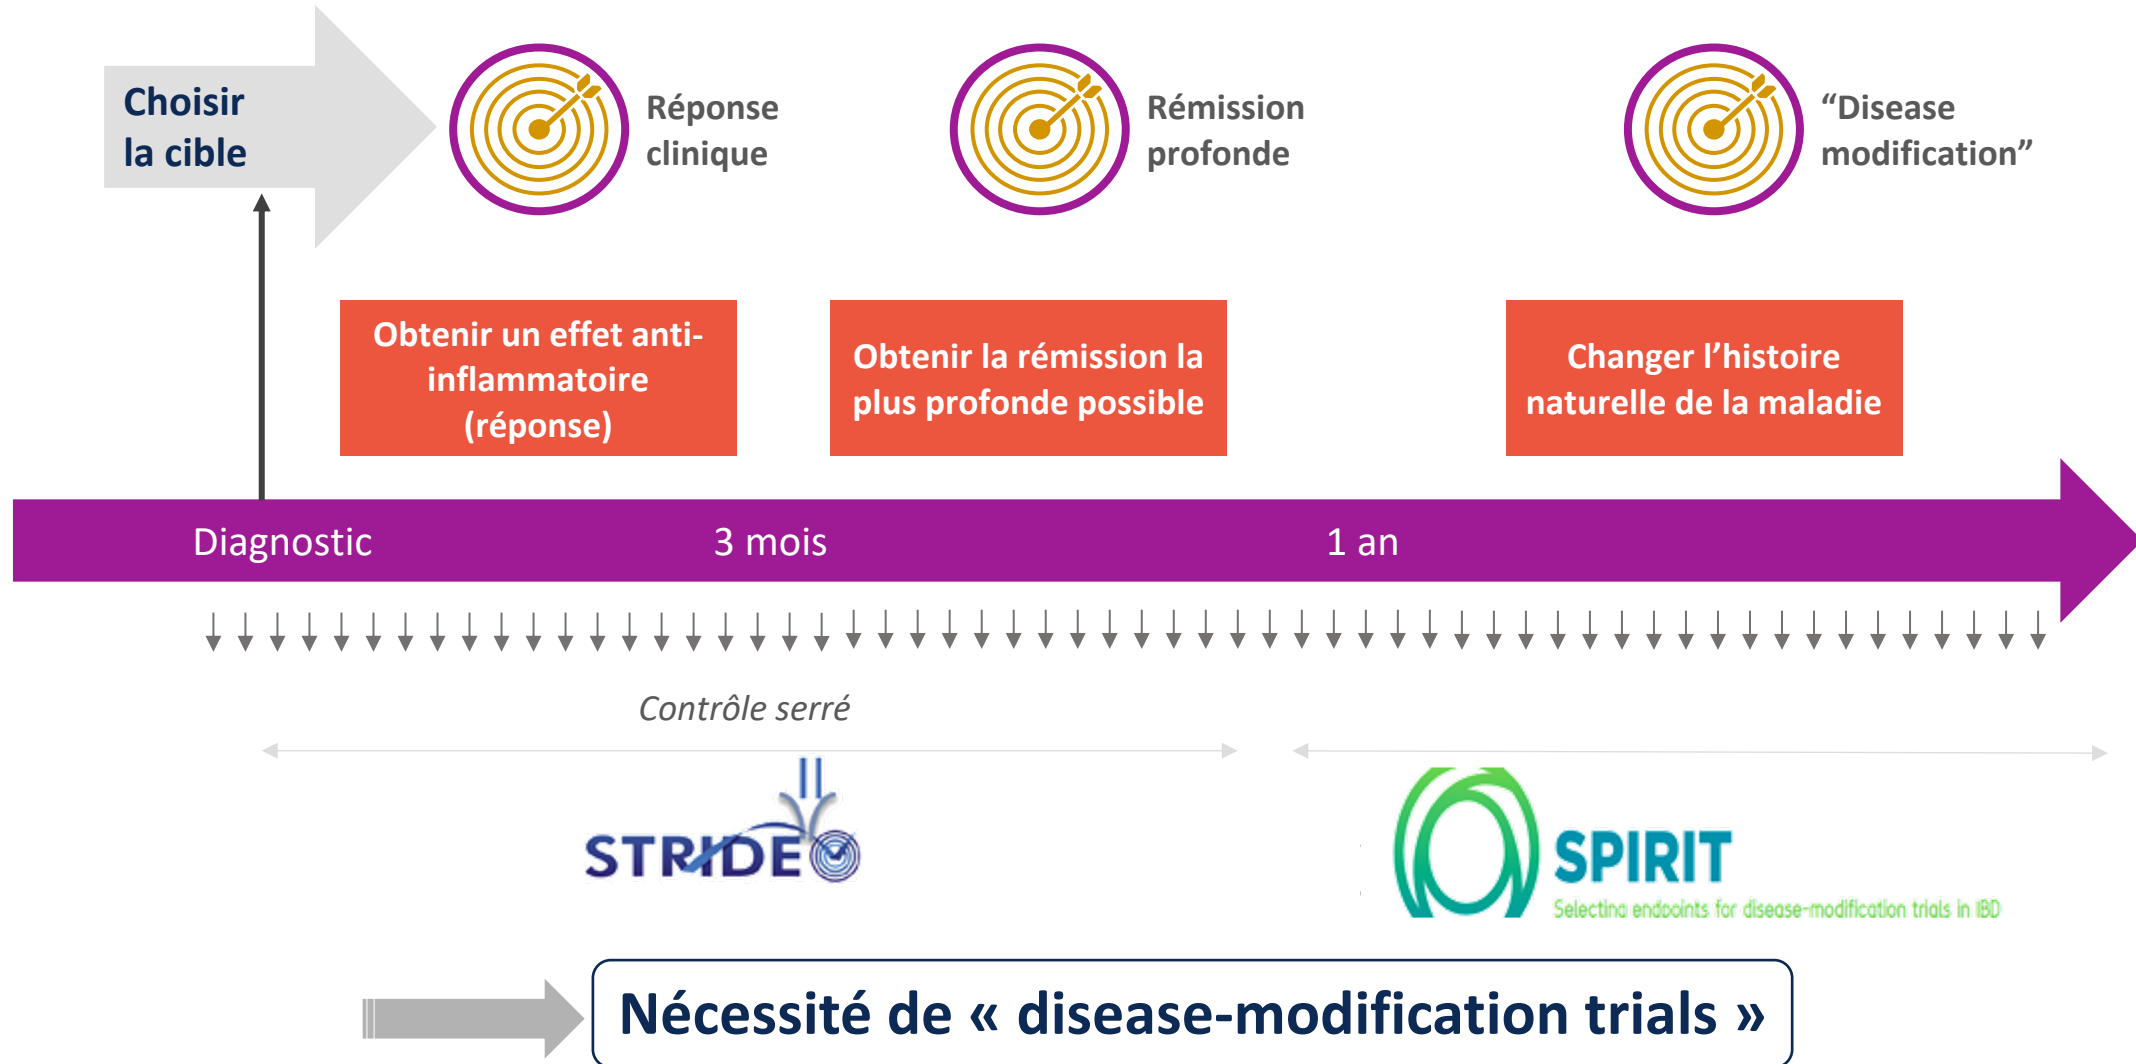 Choisir
la cible
Réponse
clinique
Rémission
profonde
“Disease
modification”
Obtenir un effet anti-
inflammatoire
(réponse)
Obtenir la rémission la
plus profonde possible
Changer l’histoire
naturelle de la maladie
Diagnostic
3 mois
1 an
Contrôle serré
II
STRIDE
SPIRIT
Selecting endpoints for disease-modification trials in IBD
Nécessité de « disease-modification trials »